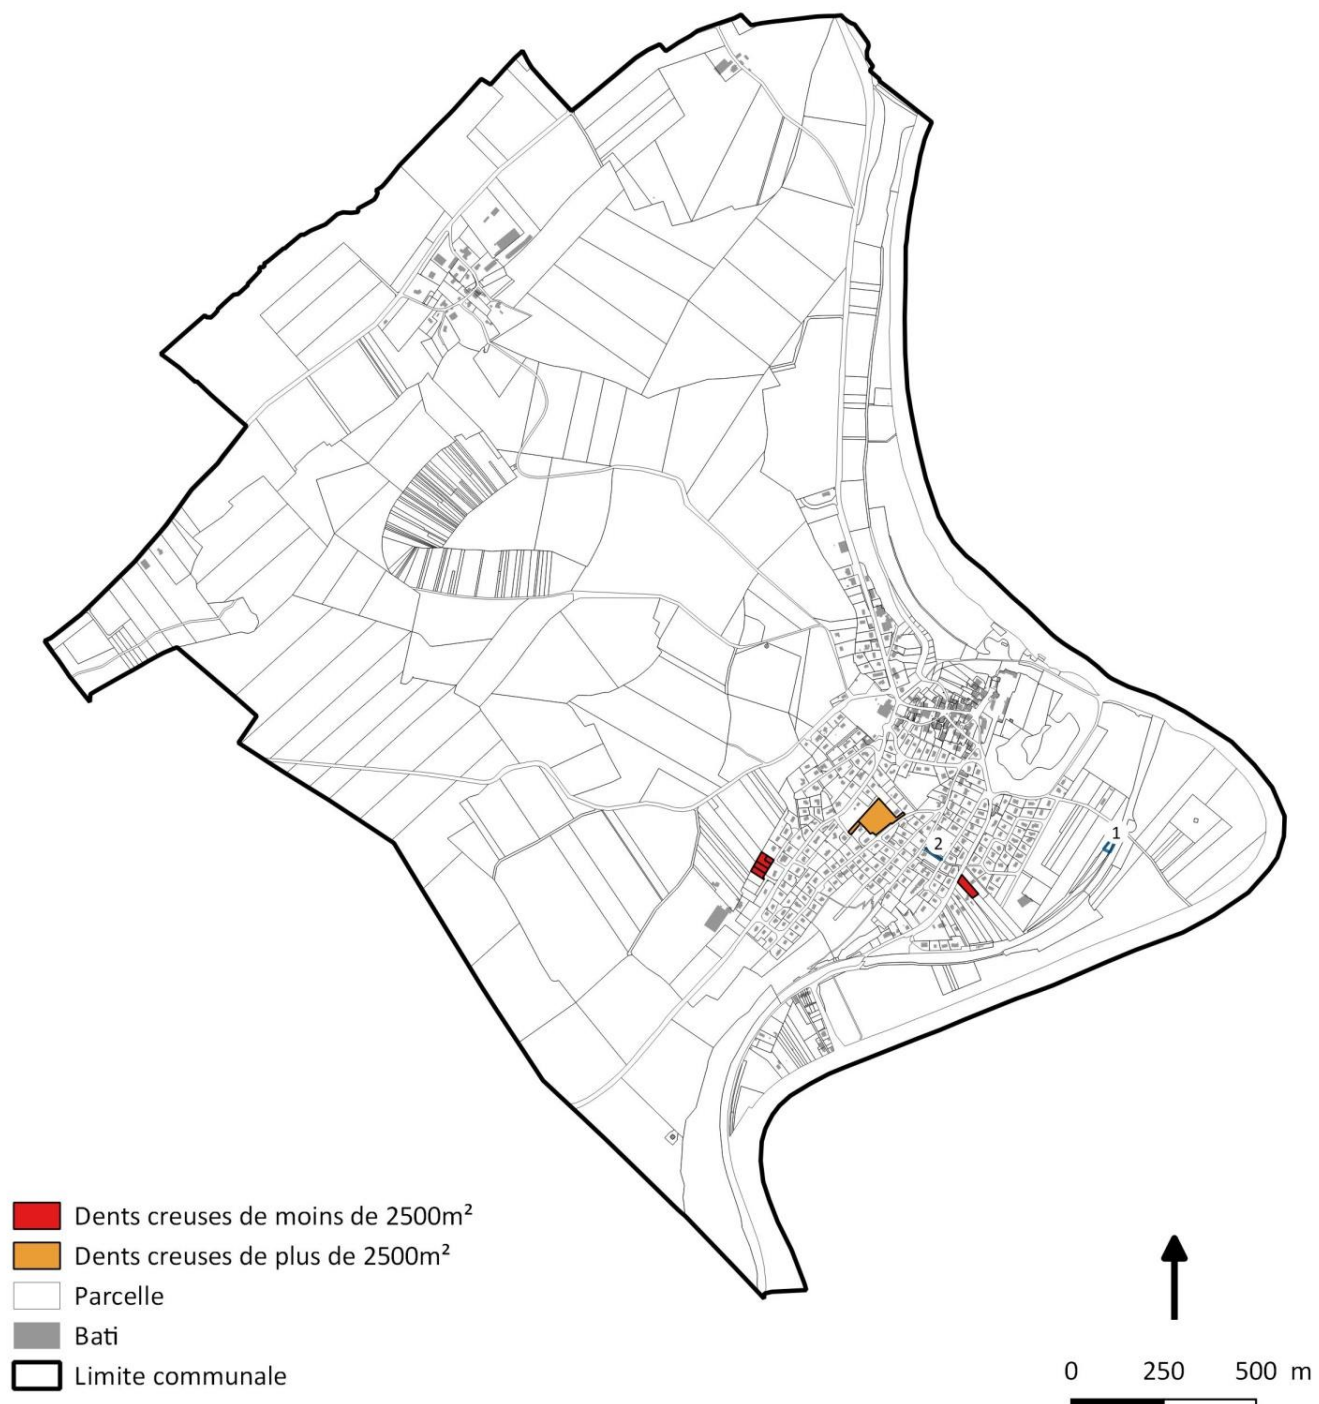 1
2
Dents creuses de moins de 2500m²
Dents creuses de plus de 2500m²
Parcelle
Bati
Limite communale
0 250 500 m